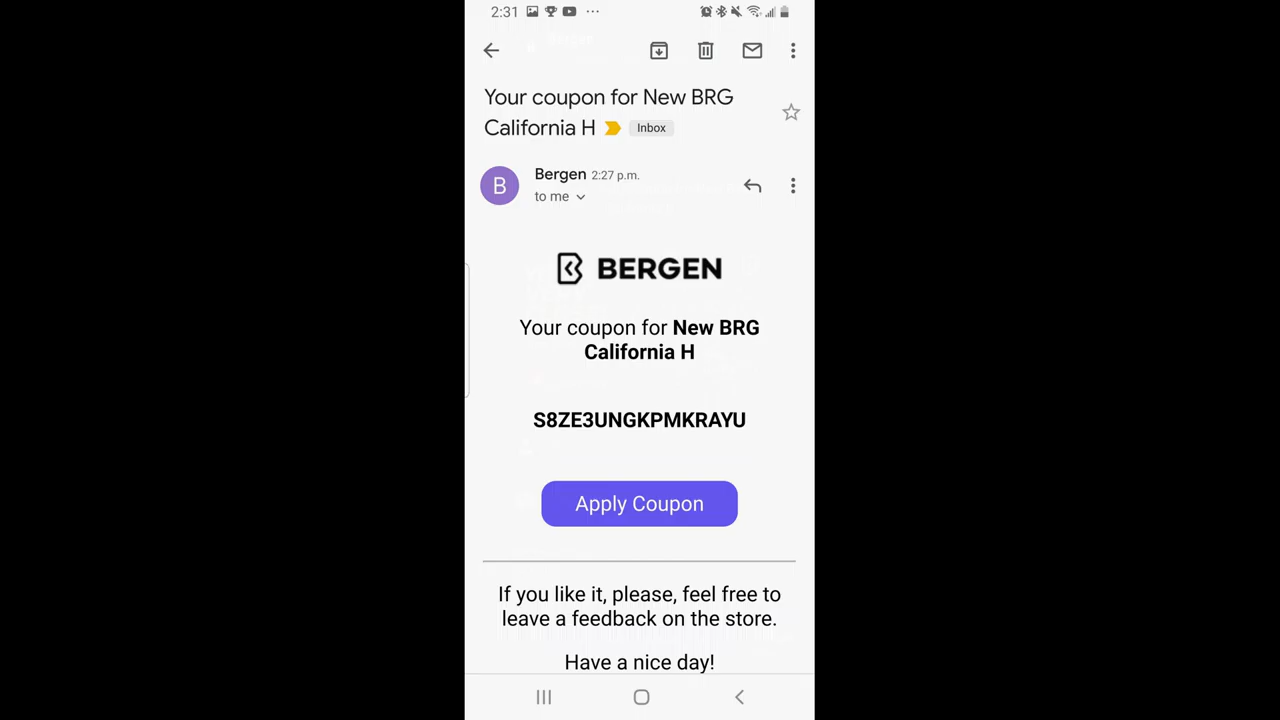 2:31
Your coupon for New BRG
California H Inbox
B
Bergen 2:27 p.m.
to me
BERGEN
Your coupon for New BRG
California H
S8ZE3UNGKPMKRAYU
Apply Coupon
If you like it, please, feel free to
leave a feedback on the store.
Have a nice day!